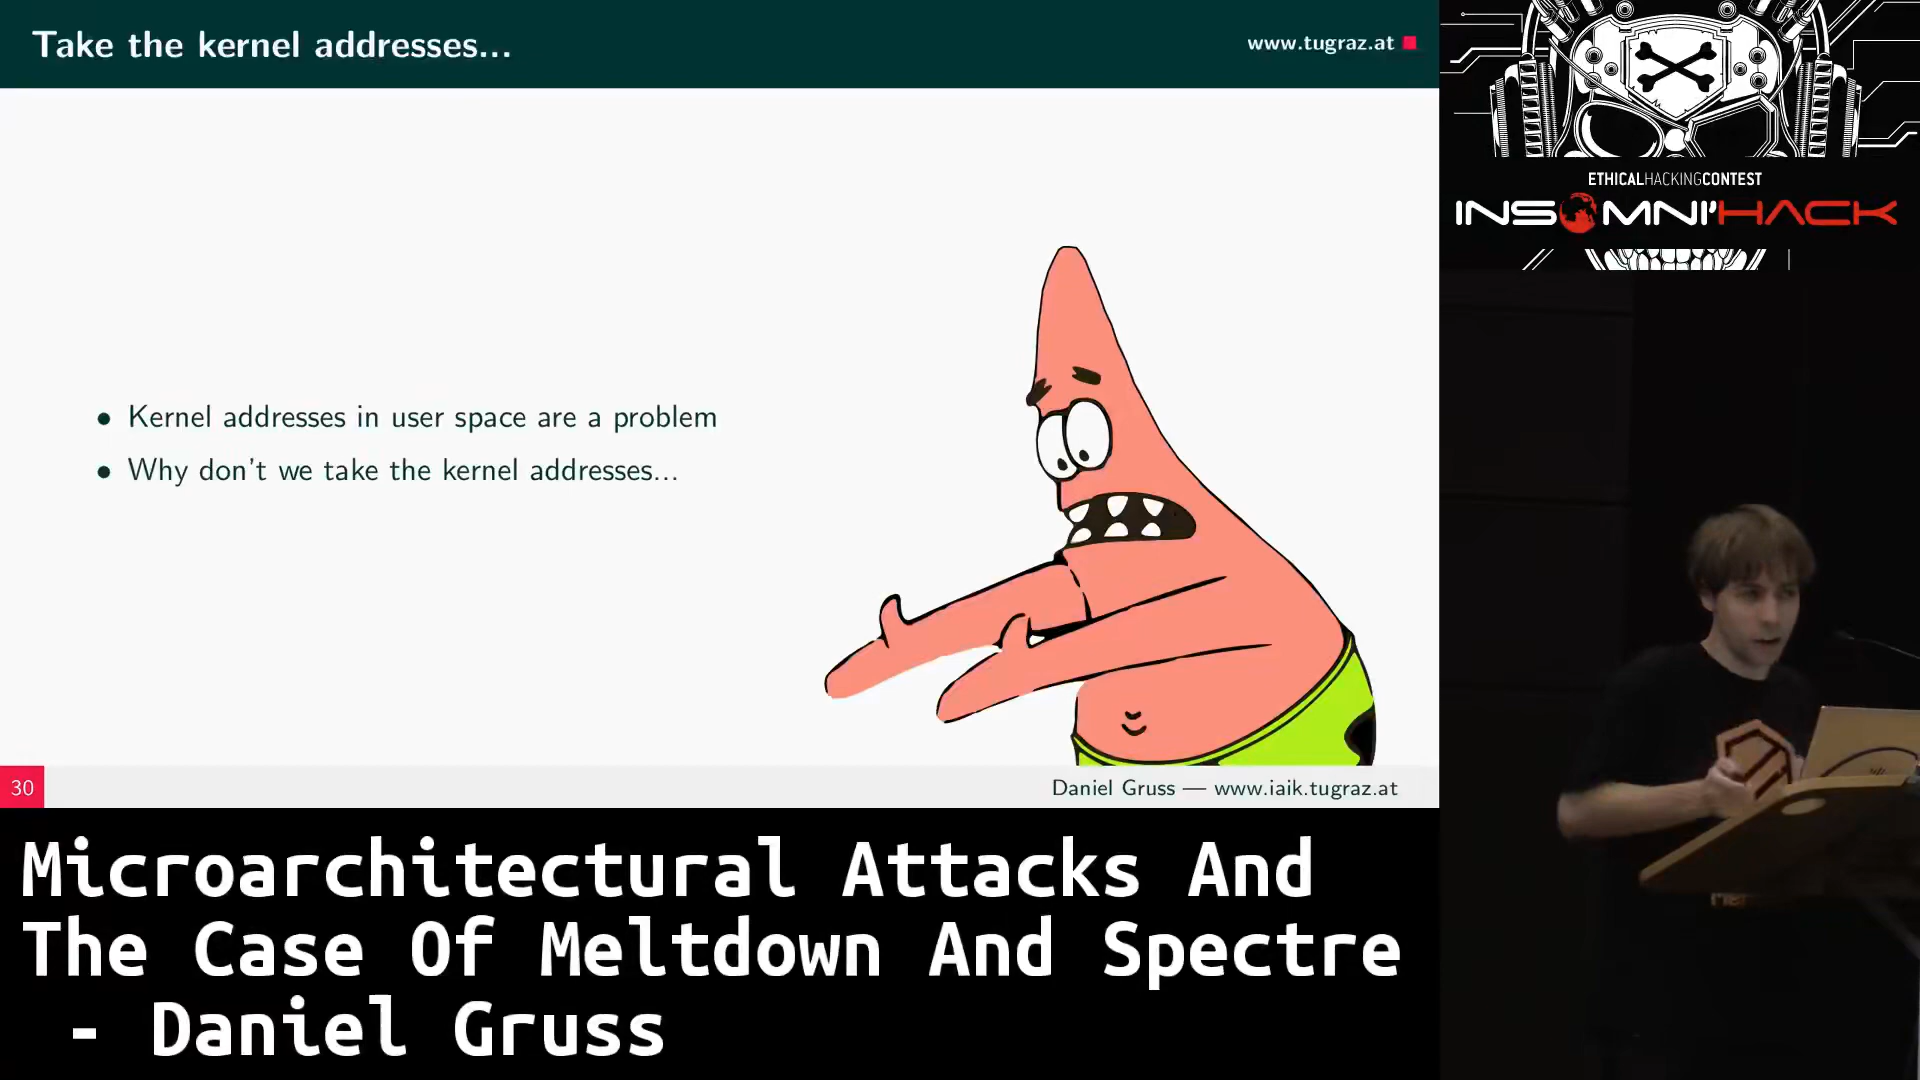 Take the kernel addresses...
www.tugraz.at
• Kernel addresses in user space are a problem
• Why don't we take the kernel addresses...
30
Daniel Gruss — www.iaik.tugraz.at
ETHICALHACKINGCONTEST
INSOMNI'HACK
Microarchitectural Attacks And
The Case Of Meltdown And Spectre
- Daniel Gruss